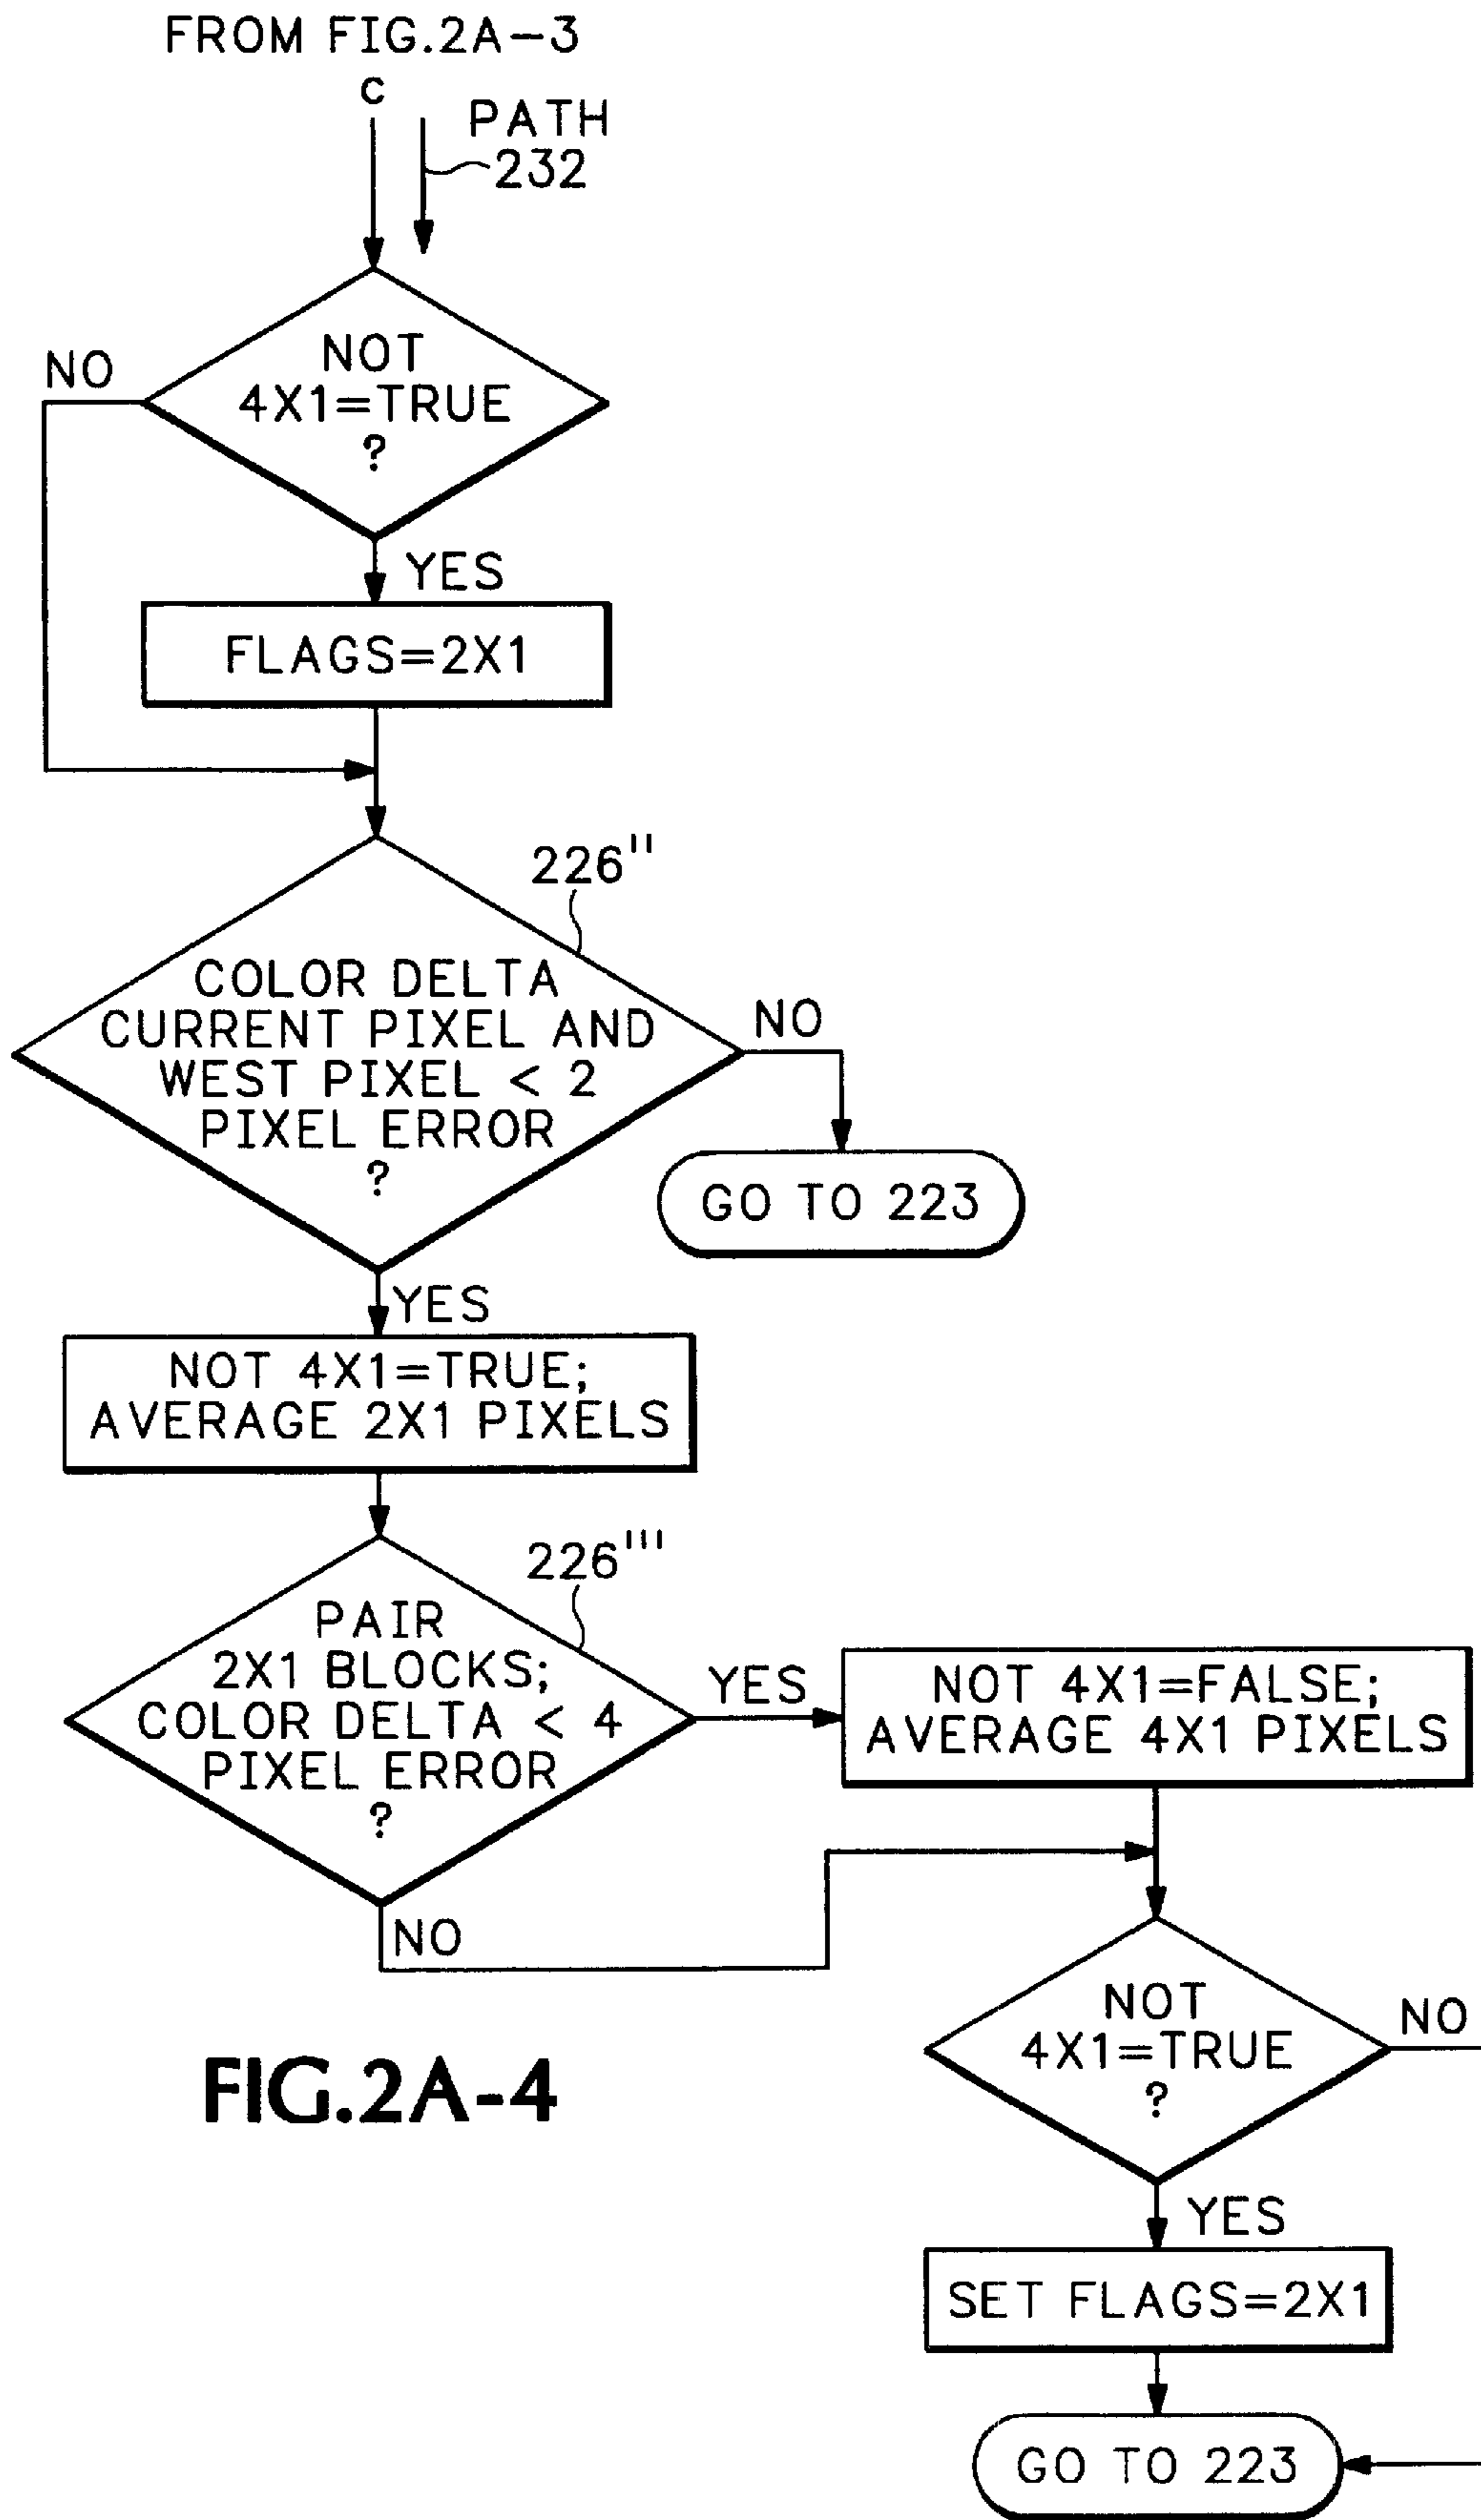 FROM FIG.2A-3
C
PATH
232
NOT
4X1=TRUE
?
NO
YES
FLAGS=2X1
226"
COLOR DELTA
CURRENT PIXEL AND
WEST PIXEL < 2
PIXEL ERROR
?
NO
GO TO 223
YES
NOT 4X1=TRUE;
AVERAGE 2X1 PIXELS
226'''
PAIR
2X1 BLOCKS;
COLOR DELTA < 4
PIXEL ERROR
?
YES
NOT 4X1=FALSE;
AVERAGE 4X1 PIXELS
NO
NOT
4X1=TRUE
?
NO
YES
SET FLAGS=2X1
GO TO 223
FIG.2A-4